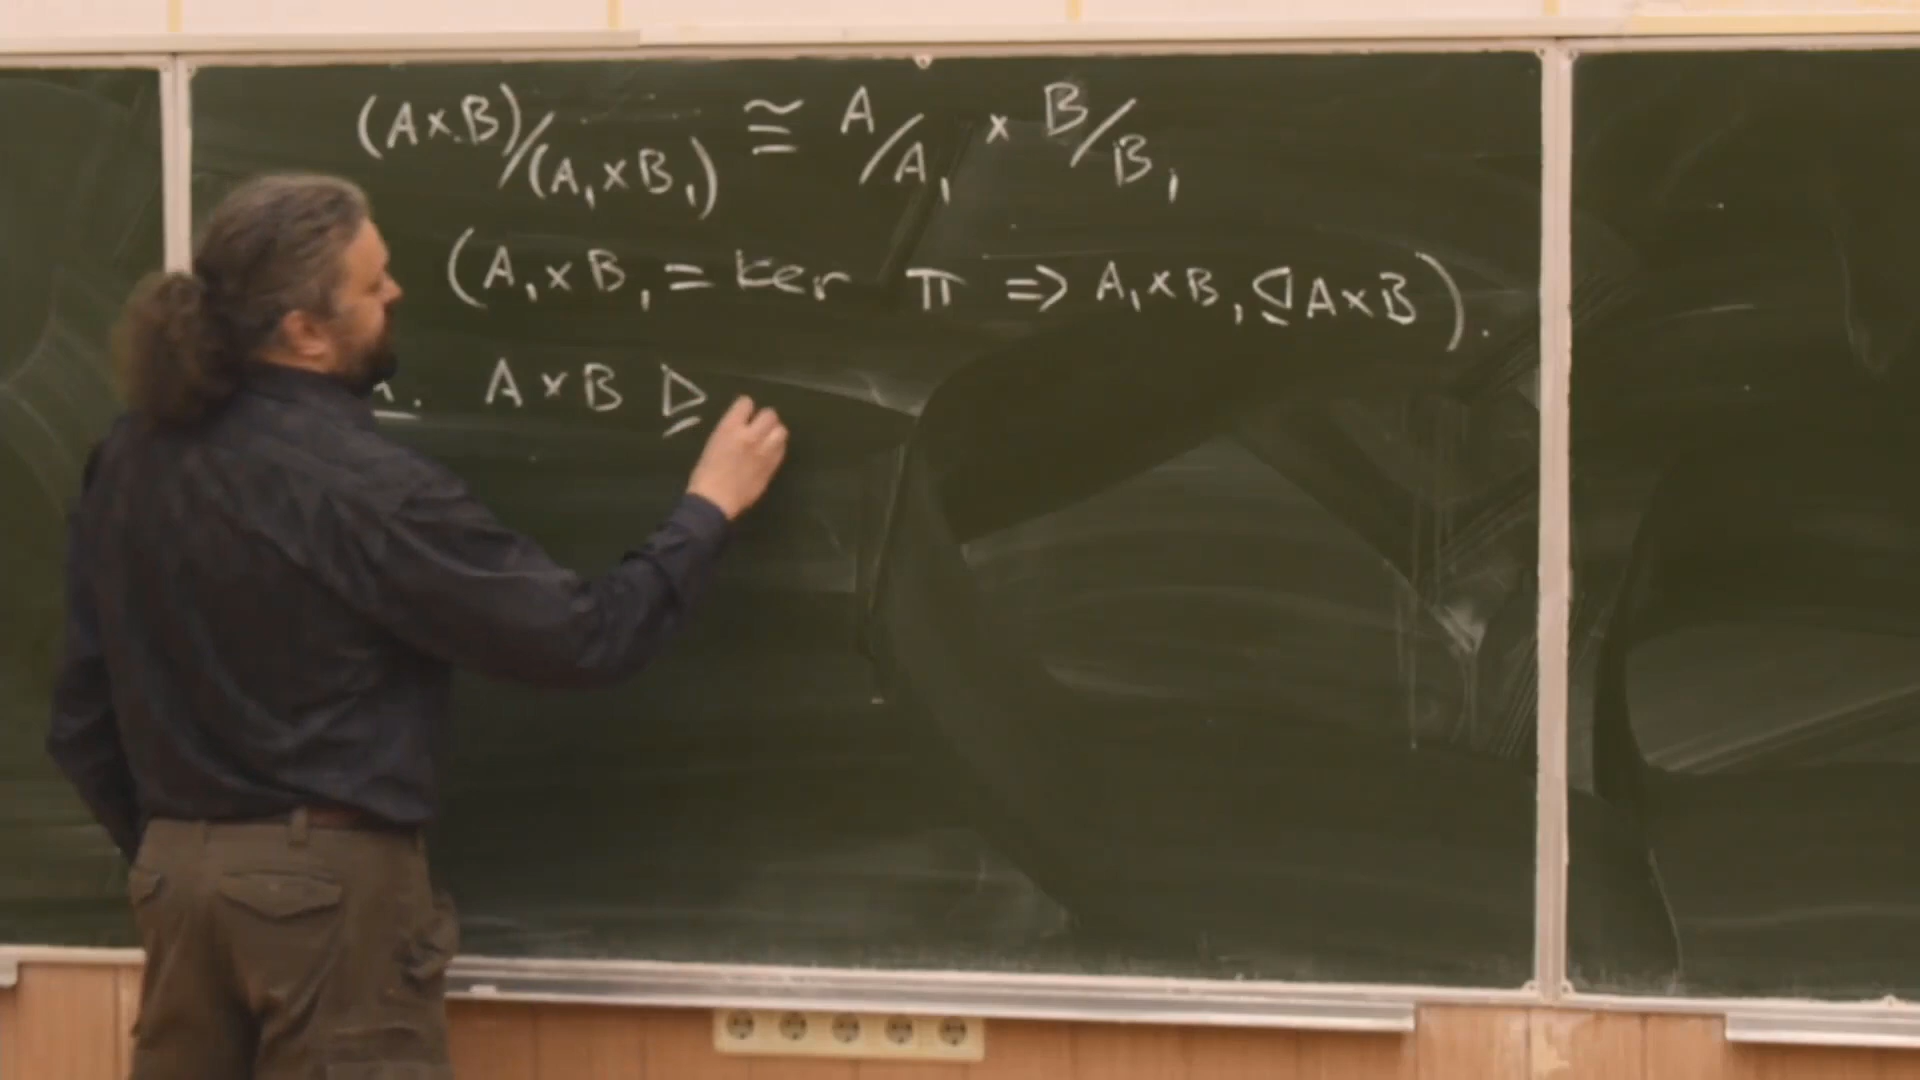 (A×B)/(A₁×B₁) ≅ A/A₁ × B/B₁
(A₁×B₁ = ker π ⇒ A₁×B₁ ⊴ A×B).
A×B ⊵